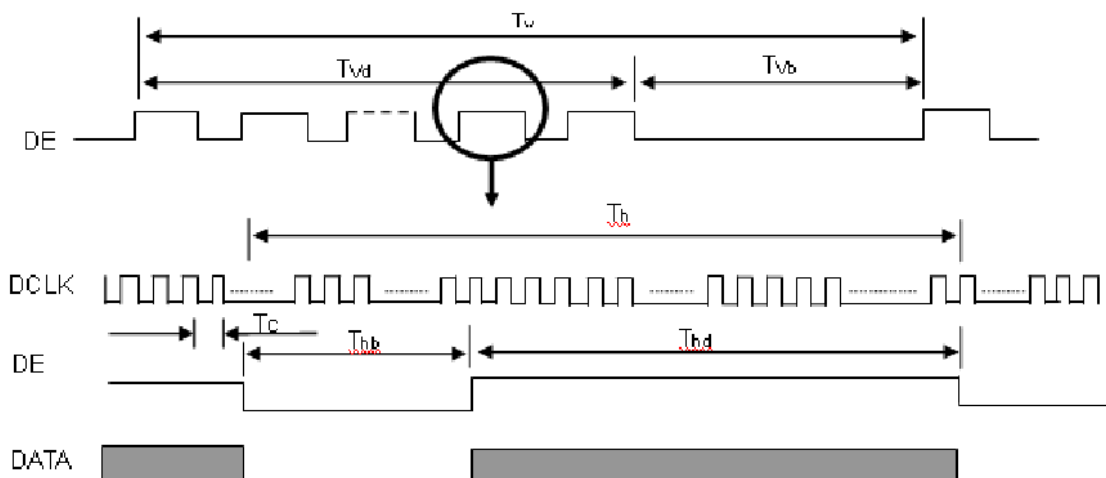 Tv
Tvd
Tvb
DE
Th
DCLK
TC
Thb
Thd
DE
DATA